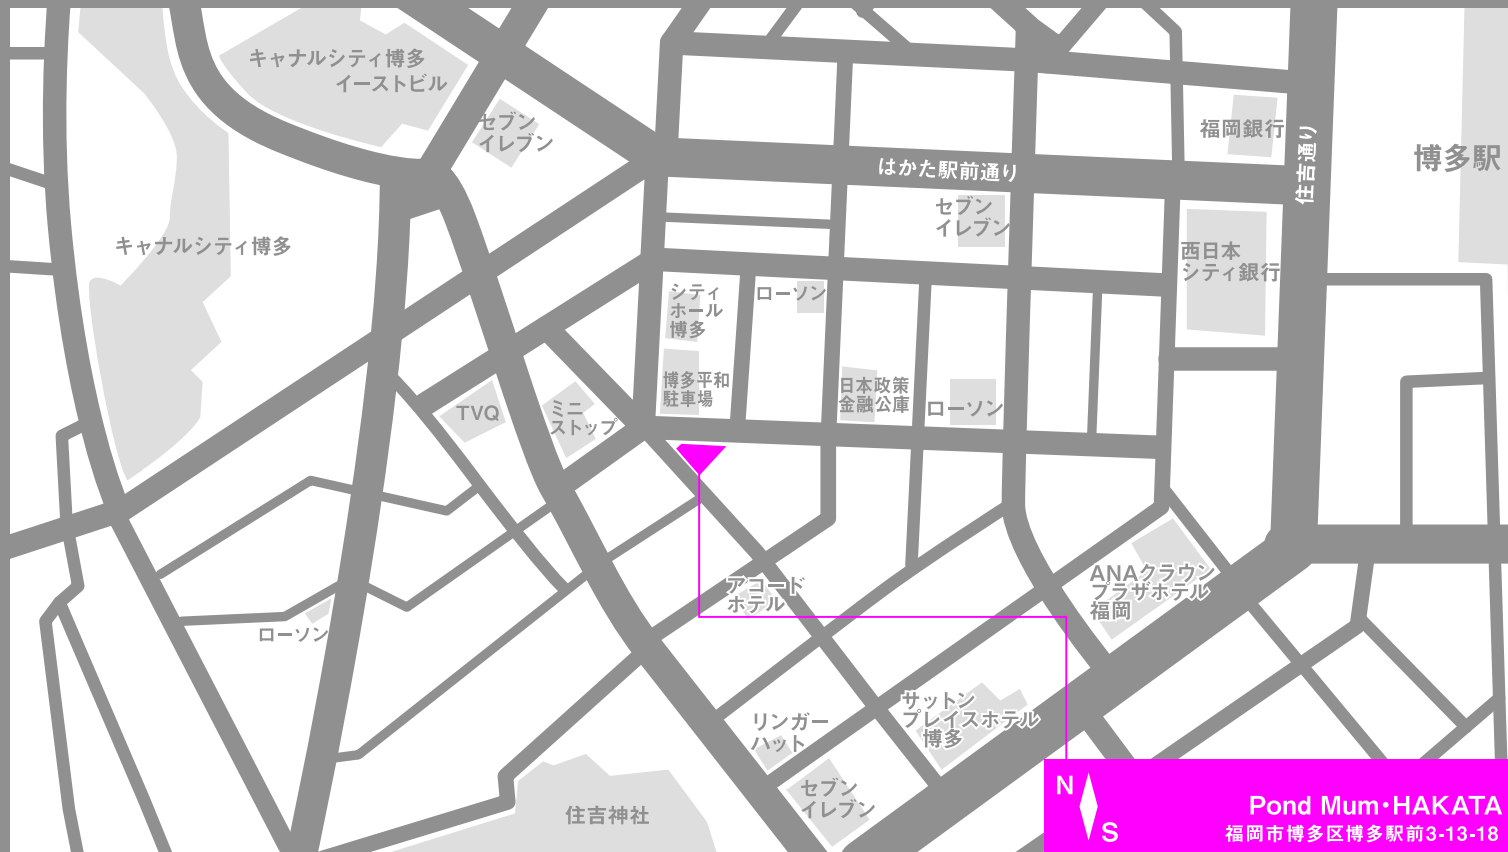 キャナルシティ博多
イーストビル
セブン
イレブン
福岡銀行
住吉通り
博多駅
はかた駅前通り
セブン
イレブン
キャナルシティ博多
西日本
シティ銀行
シティ
ホール
博多
ローソン
博多平和
駐車場
日本政策
金融公庫
ローソン
TVQ
ミニ
ストップ
アコード
ホテル
ANAクラウン
プラザホテル
福岡
ローソン
サットン
プレイスホテル
博多
リンガー
ハット
セブン
イレブン
住吉神社
N
S
Pond Mum・HAKATA
福岡市博多区博多駅前3-13-18